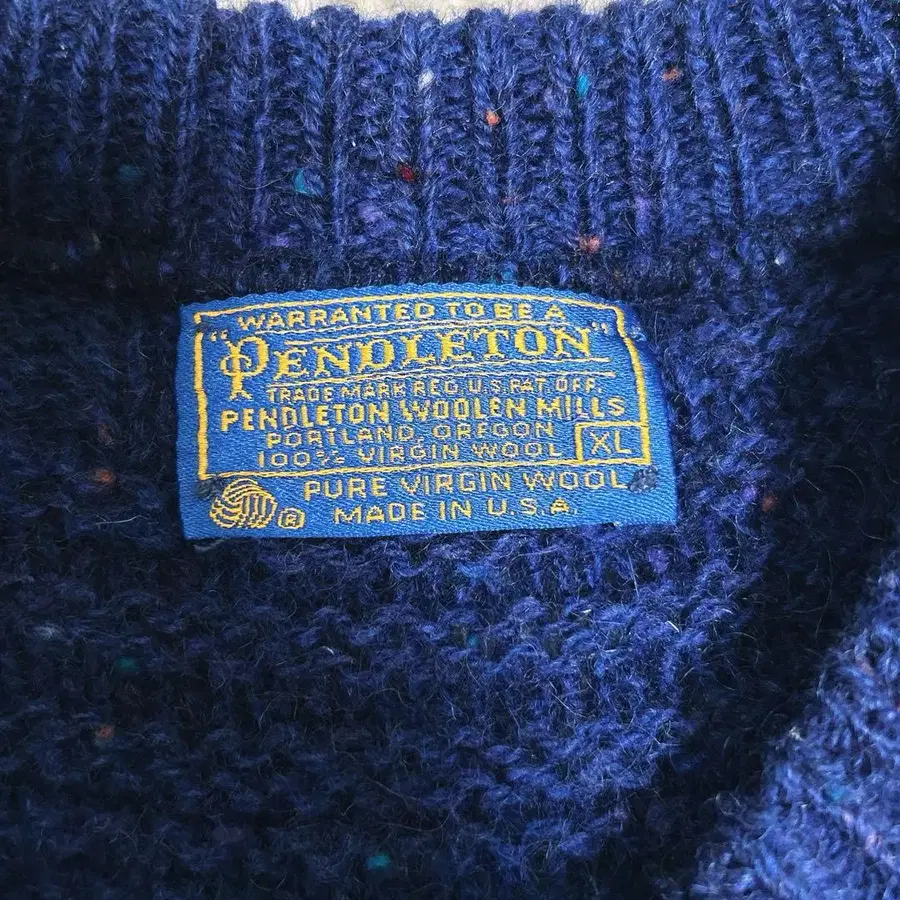 WARRANTED TO BE A
"PENDLETON"
TRADE MARK REG. U.S. PAT. OFF.
PENDLETON WOOLEN MILLS
PORTLAND, OREGON
100% VIRGIN WOOL XL
PURE VIRGIN WOOL
® MADE IN U.S.A.